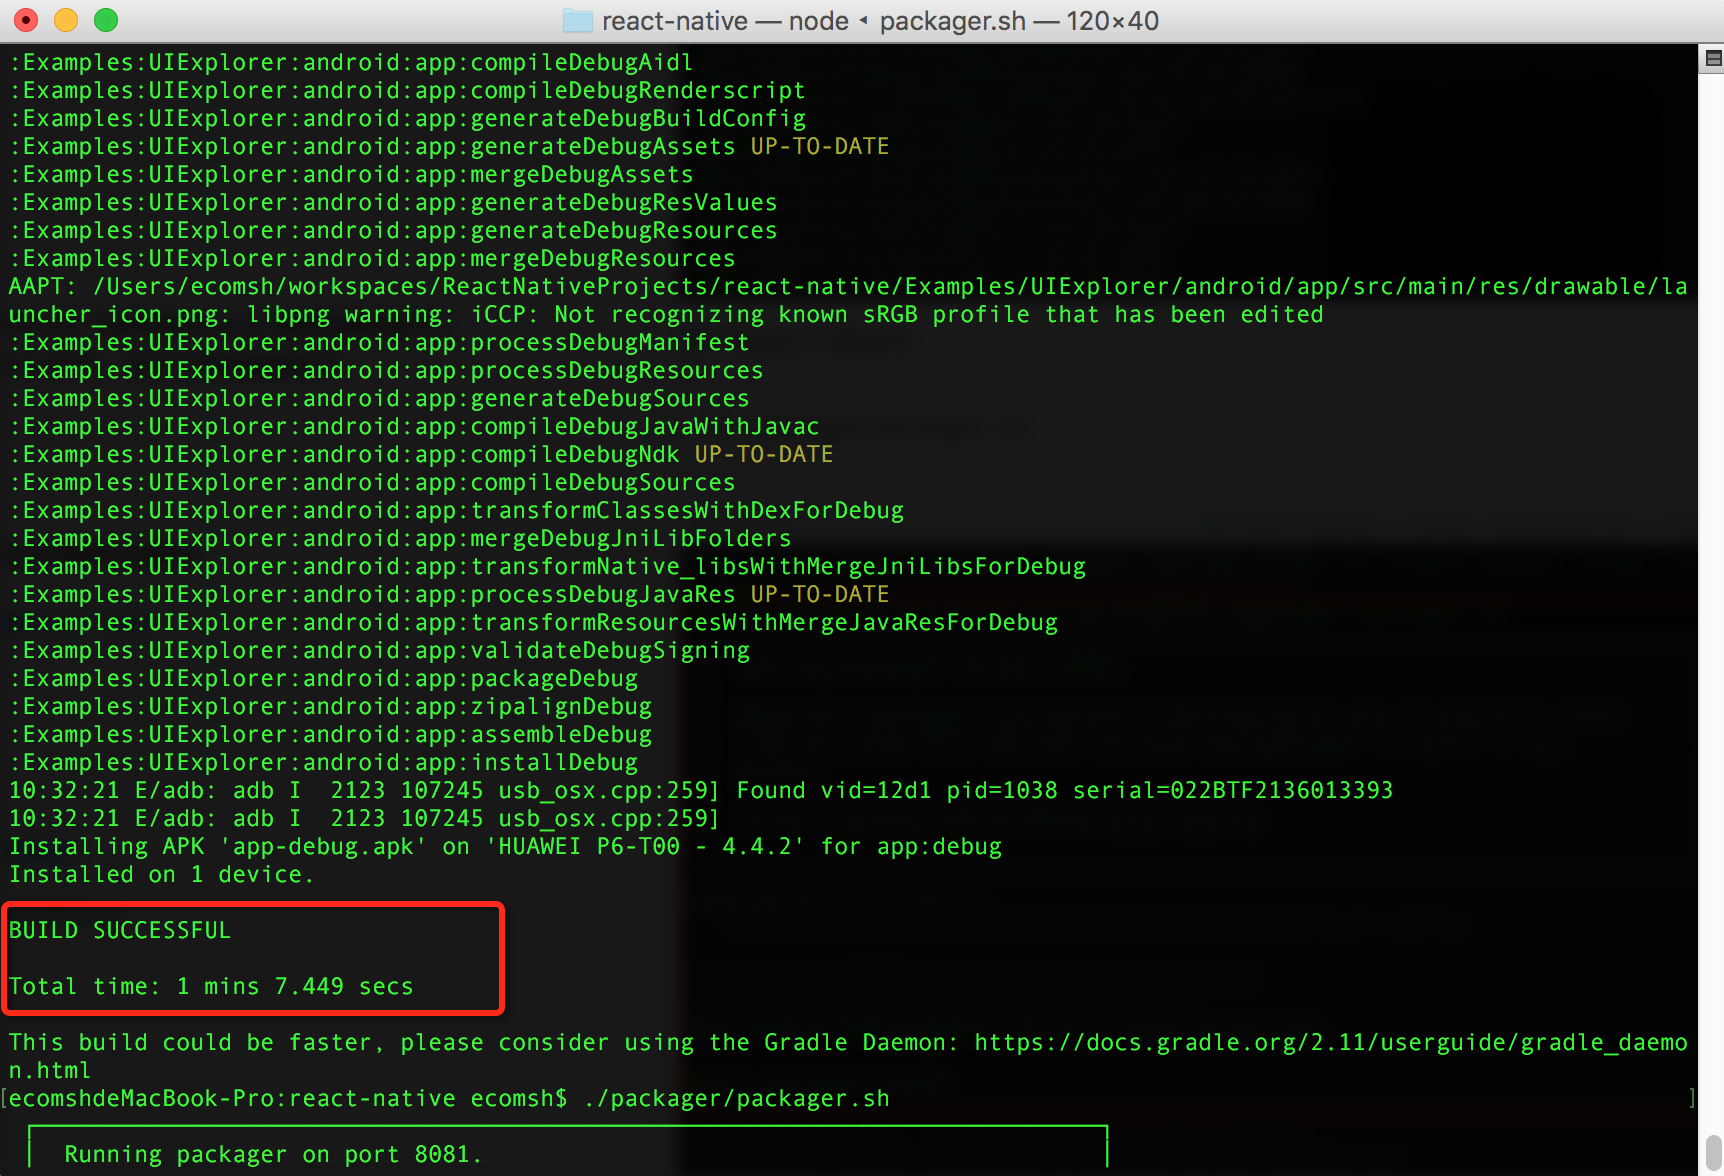 react-native — node ◂ packager.sh — 120×40
:Examples:UIExplorer:android:app:compileDebugAidl
:Examples:UIExplorer:android:app:compileDebugRenderscript
:Examples:UIExplorer:android:app:generateDebugBuildConfig
:Examples:UIExplorer:android:app:generateDebugAssets UP-TO-DATE
:Examples:UIExplorer:android:app:mergeDebugAssets
:Examples:UIExplorer:android:app:generateDebugResValues
:Examples:UIExplorer:android:app:generateDebugResources
:Examples:UIExplorer:android:app:mergeDebugResources
AAPT: /Users/ecomsh/workspaces/ReactNativeProjects/react-native/Examples/UIExplorer/android/app/src/main/res/drawable/la
uncher_icon.png: libpng warning: iCCP: Not recognizing known sRGB profile that has been edited
:Examples:UIExplorer:android:app:processDebugManifest
:Examples:UIExplorer:android:app:processDebugResources
:Examples:UIExplorer:android:app:generateDebugSources
:Examples:UIExplorer:android:app:compileDebugJavaWithJavac
:Examples:UIExplorer:android:app:compileDebugNdk UP-TO-DATE
:Examples:UIExplorer:android:app:compileDebugSources
:Examples:UIExplorer:android:app:transformClassesWithDexForDebug
:Examples:UIExplorer:android:app:mergeDebugJniLibFolders
:Examples:UIExplorer:android:app:transformNative_libsWithMergeJniLibsForDebug
:Examples:UIExplorer:android:app:processDebugJavaRes UP-TO-DATE
:Examples:UIExplorer:android:app:transformResourcesWithMergeJavaResForDebug
:Examples:UIExplorer:android:app:validateDebugSigning
:Examples:UIExplorer:android:app:packageDebug
:Examples:UIExplorer:android:app:zipalignDebug
:Examples:UIExplorer:android:app:assembleDebug
:Examples:UIExplorer:android:app:installDebug
10:32:21 E/adb: adb I  2123 107245 usb_osx.cpp:259] Found vid=12d1 pid=1038 serial=022BTF2136013393
10:32:21 E/adb: adb I  2123 107245 usb_osx.cpp:259]
Installing APK 'app-debug.apk' on 'HUAWEI P6-T00 - 4.4.2' for app:debug
Installed on 1 device.
BUILD SUCCESSFUL
Total time: 1 mins 7.449 secs
This build could be faster, please consider using the Gradle Daemon: https://docs.gradle.org/2.11/userguide/gradle_daemo
n.html
[ecomshdeMacBook-Pro:react-native ecomsh$ ./packager/packager.sh ]
Running packager on port 8081.